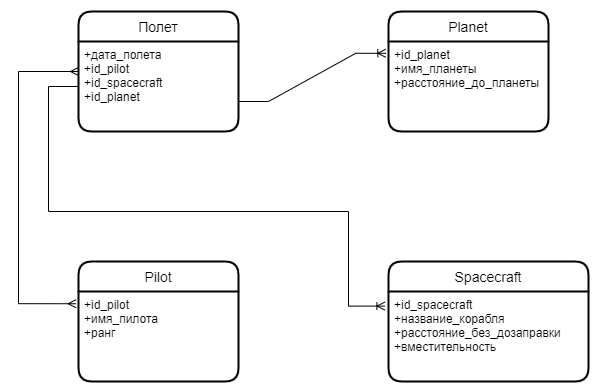 Полет
+дата_полета
+id_pilot
+id_spacecraft
+id_planet
Planet
+id_planet
+имя_планеты
+расстояние_до_планеты
Pilot
+id_pilot
+имя_пилота
+ранг
Spacecraft
+id_spacecraft
+название_корабля
+расстояние_без_дозаправки
+вместительность